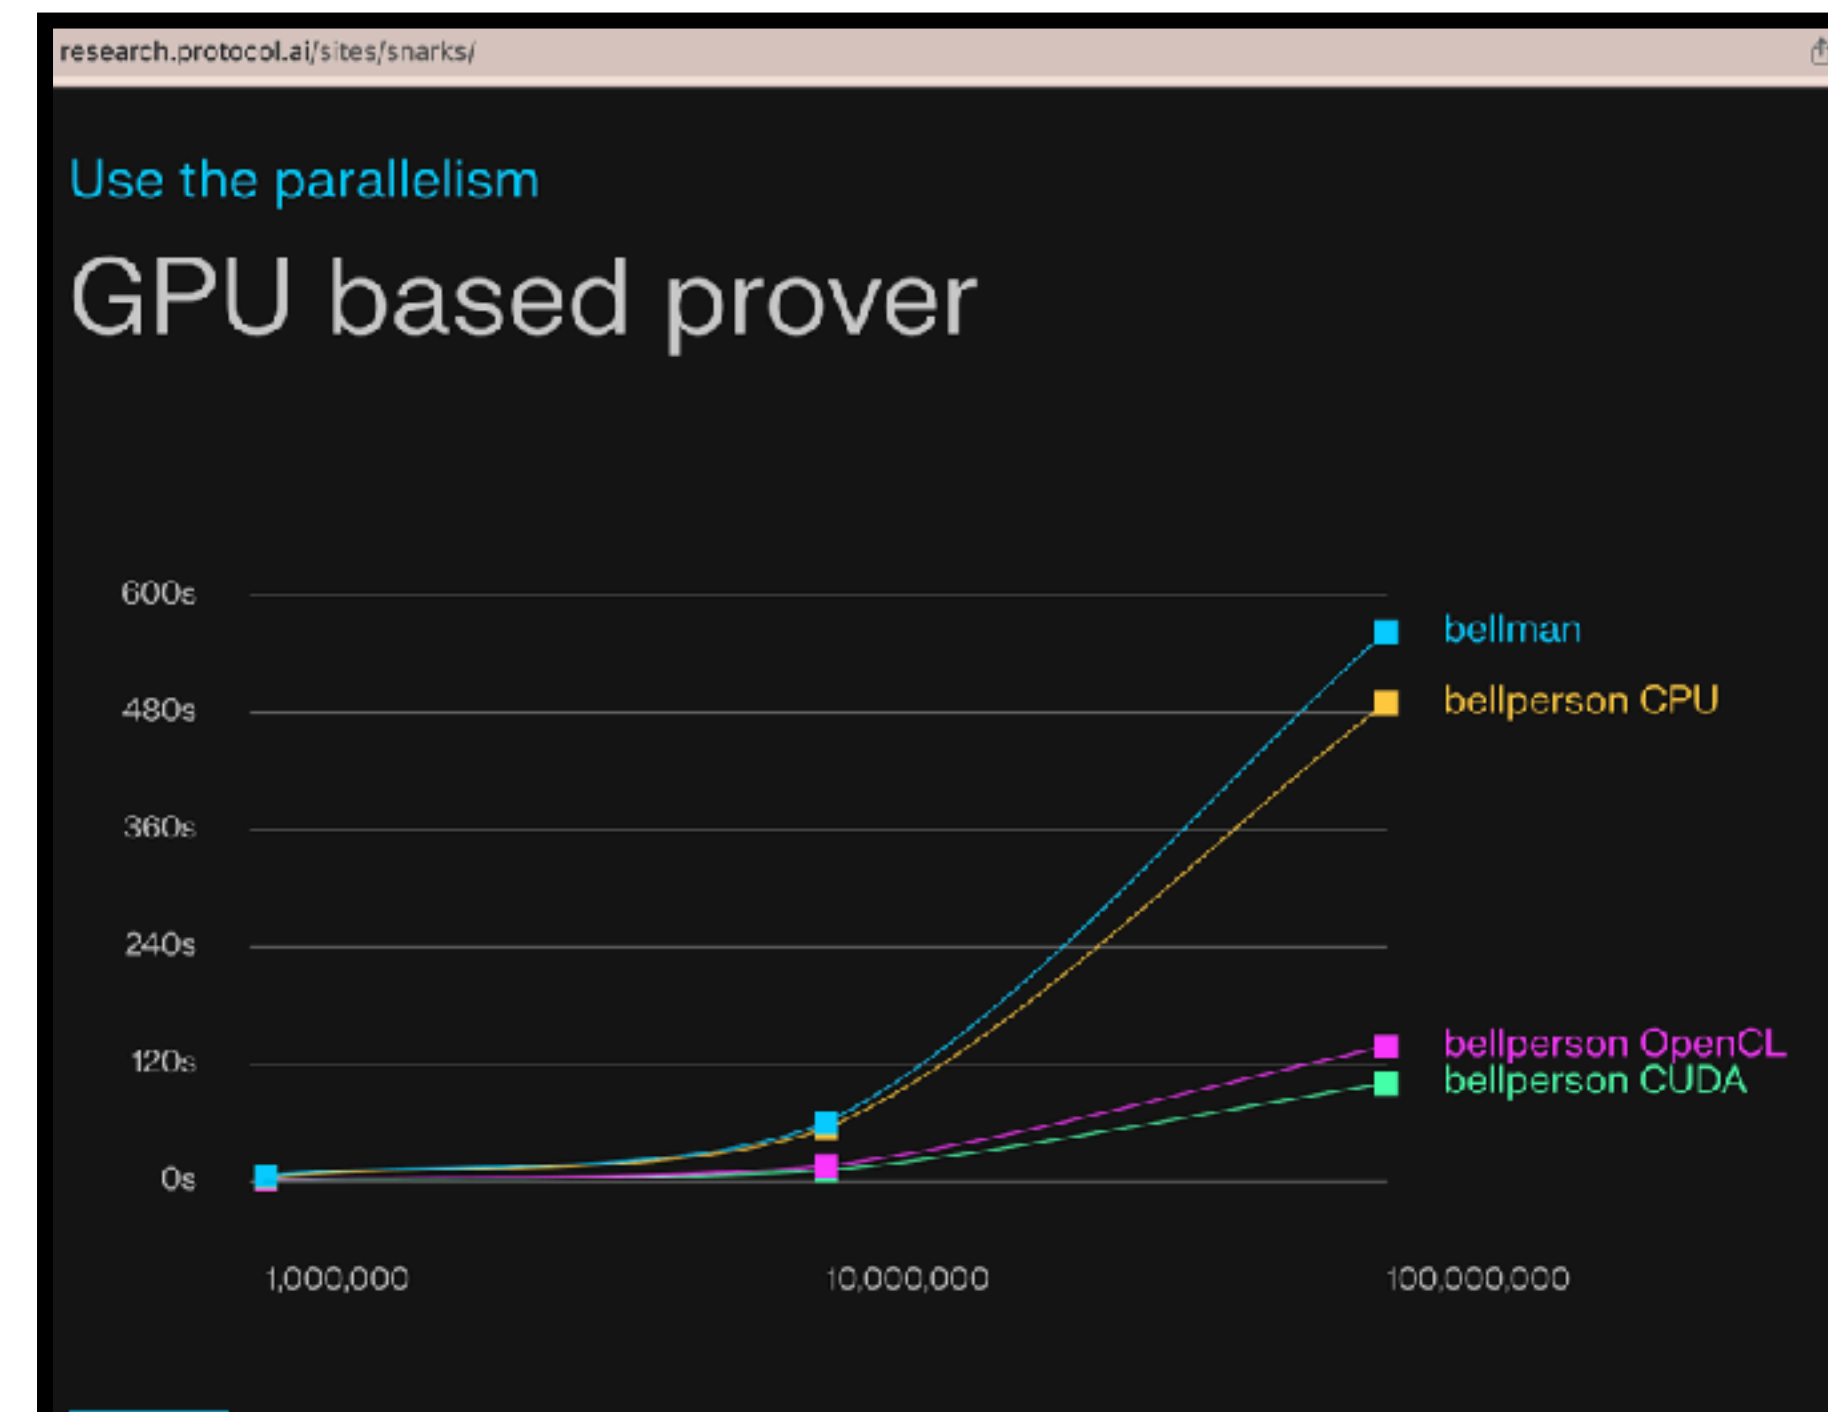 research.protocol.ai/sites/snarks/
Use the parallelism
GPU based prover
600s
bellman
480s
bellperson CPU
360s
240s
120s
bellperson OpenCL
bellperson CUDA
0s
1,000,000
10,000,000
100,000,000